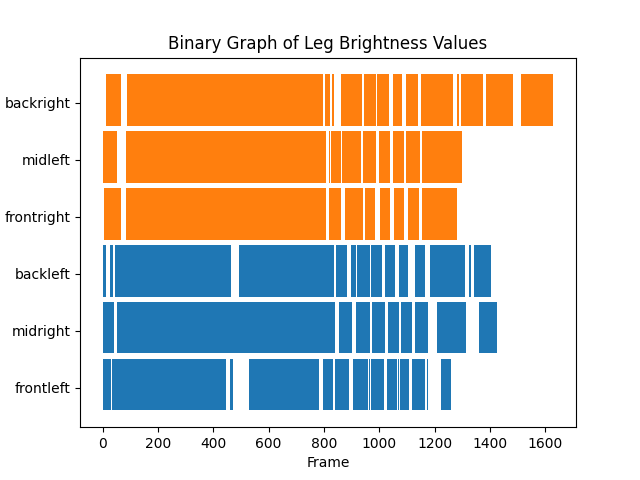 Binary Graph of Leg Brightness Values
backright
midleft
frontright
backleft
midright
frontleft
0 200 400 600 800 1000 1200 1400 1600
Frame